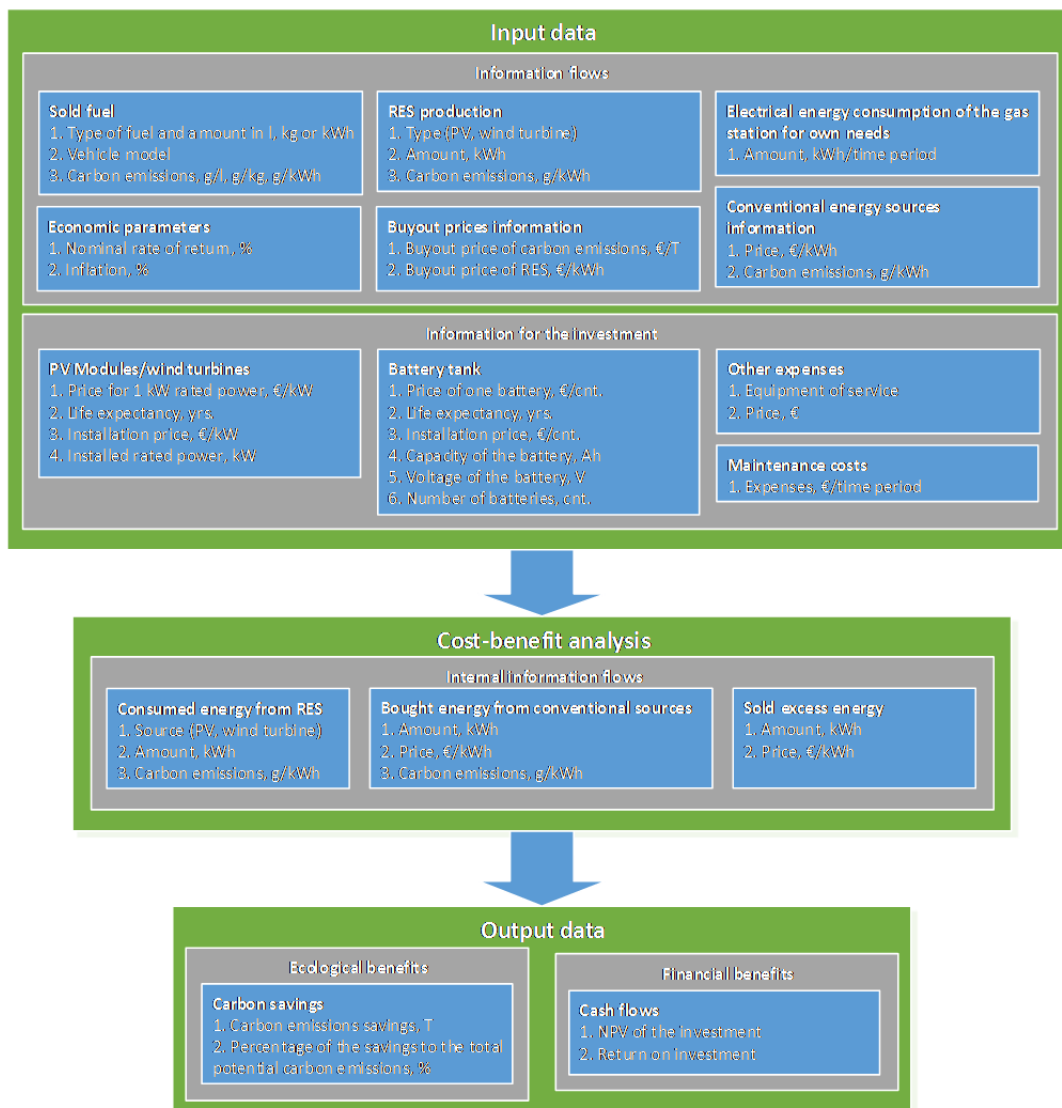 Input data
Information flows
Sold fuel
1. Type of fuel and amount in l, kg or kWh
2. Vehicle model
3. Carbon emissions, g/l, g/kg, g/kWh
RES production
1. Type (PV, wind turbine)
2. Amount, kWh
3. Carbon emissions, g/kWh
Electrical energy consumption of the gas
station for own needs
1. Amount, kWh/time period
Economic parameters
1. Nominal rate of return, %
2. Inflation, %
Buyout prices information
1. Buyout price of carbon emissions, €/T
2. Buyout price of RES, €/kWh
Conventional energy sources
information
1. Price, €/kWh
2. Carbon emissions, g/kWh
Information for the investment
PV Modules/wind turbines
1. Price for 1 kW rated power, €/kW
2. Life expectancy, yrs.
3. Installation price, €/kW
4. Installed rated power, kW
Battery tank
1. Price of one battery, €/cnt.
2. Life expectancy, yrs.
3. Installation price, €/cnt.
4. Capacity of the battery, Ah
5. Voltage of the battery, V
6. Number of batteries, cnt.
Other expenses
1. Equipment of service
2. Price, €
Maintenance costs
1. Expenses, €/time period
Cost-benefit analysis
Internal information flows
Consumed energy from RES
1. Source (PV, wind turbine)
2. Amount, kWh
3. Carbon emissions, g/kWh
Bought energy from conventional sources
1. Amount, kWh
2. Price, €/kWh
3. Carbon emissions, g/kWh
Sold excess energy
1. Amount, kWh
2. Price, €/kWh
Output data
Ecological benefits
Carbon savings
1. Carbon emissions savings, T
2. Percentage of the savings to the total
potential carbon emissions, %
Financial benefits
Cash flows
1. NPV of the investment
2. Return on investment